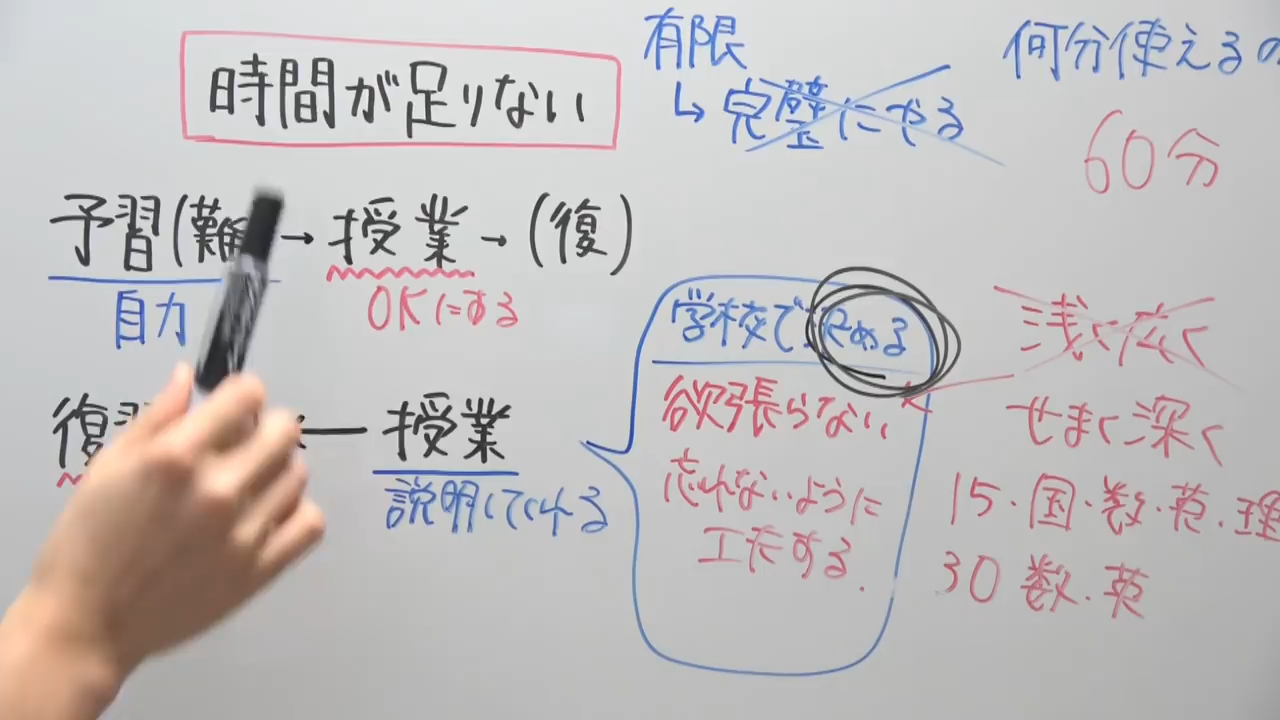 時間が足りない
有限
↳完璧にやる
何分使える
60分
予習(難→授業→(復)
自力
OKにする
復習
授業
説明してくれる
学校で
める
欲張らない
忘れないように
工夫する.
浅く広く
せまく深く
15・国・数・英・理
30 数・英